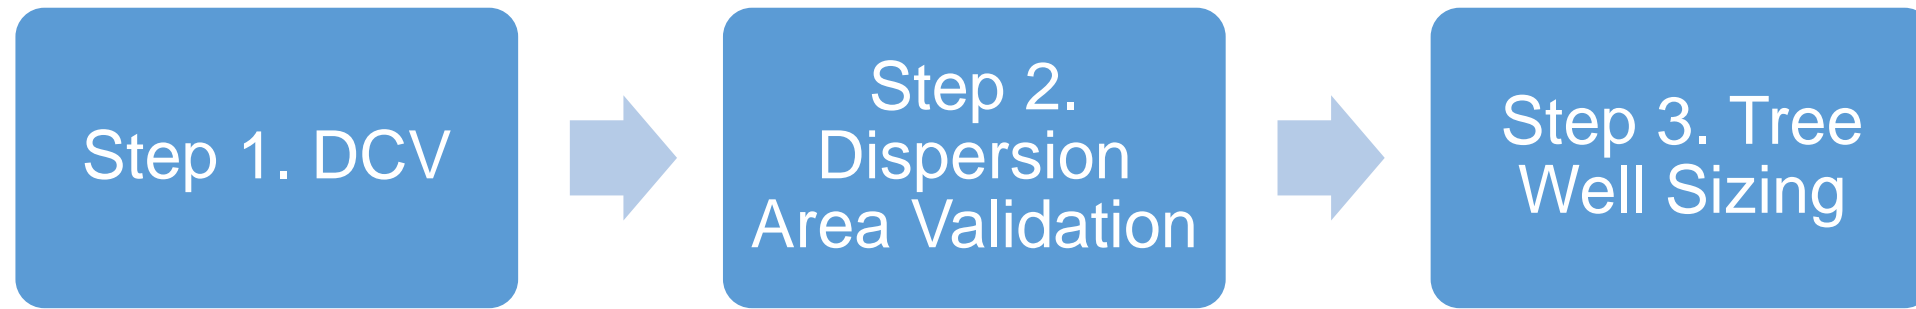 Step 1. DCV
Step 2.
Dispersion
Area Validation
Step 3. Tree
Well Sizing